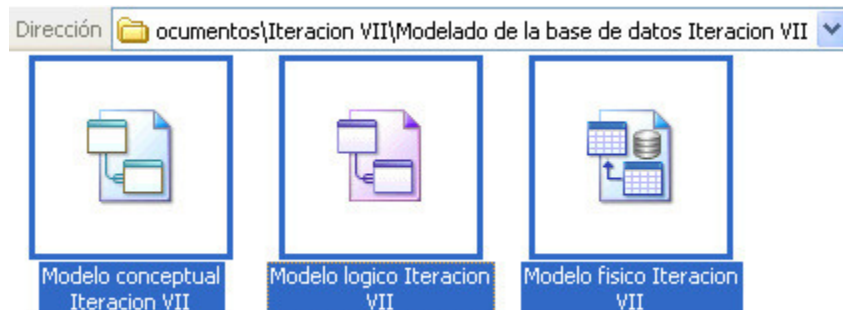 Dirección ocumentos\Iteracion VII\Modelado de la base de datos Iteracion VII
Modelo conceptual
Iteracion VII
Modelo logico Iteracion
VII
Modelo fisico Iteracion
VII